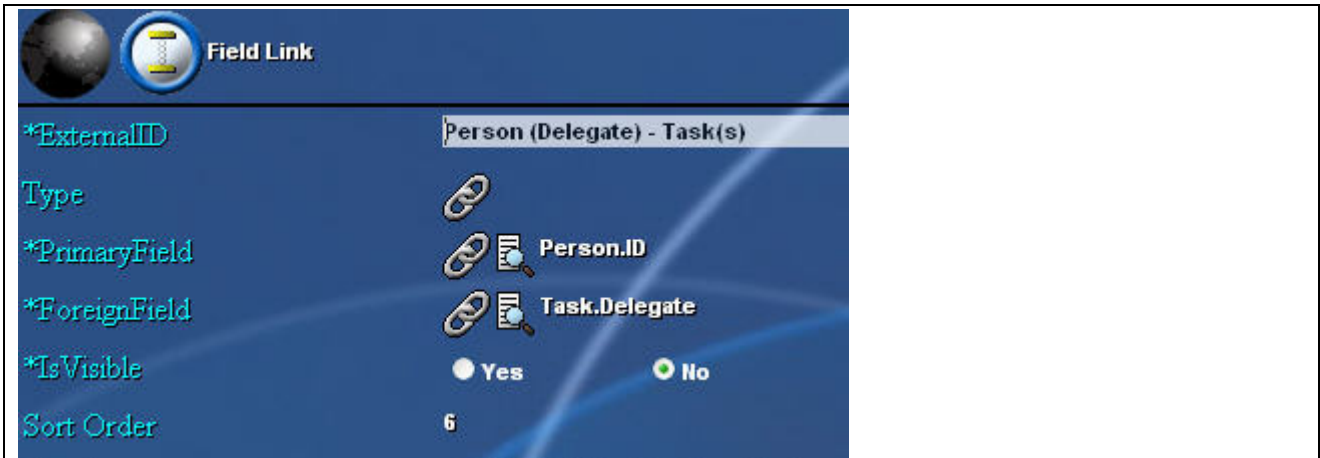 Field Link
*ExternalID Person (Delegate) - Task(s)
Type
*PrimaryField Person.ID
*ForeignField Task.Delegate
*IsVisible Yes No
Sort Order 6